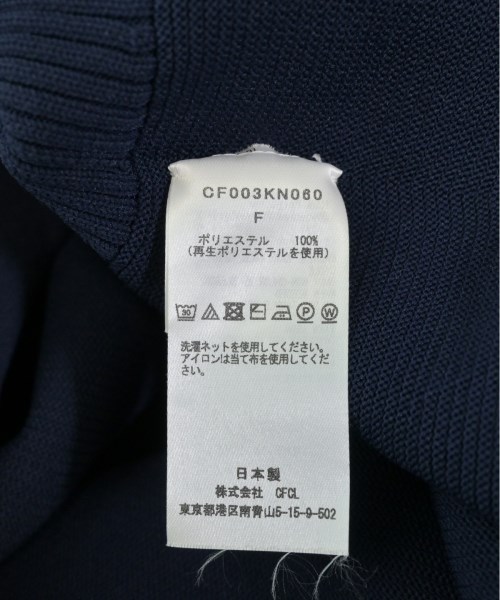 CF003KN060
F
ポリエステル 100%
(再生ポリエステルを使用)
30
洗濯ネットを使用してください。
アイロンは当て布を使用してくだ
さい。
日本製
株式会社 CFCL
東京都港区南青山5-15-9-502